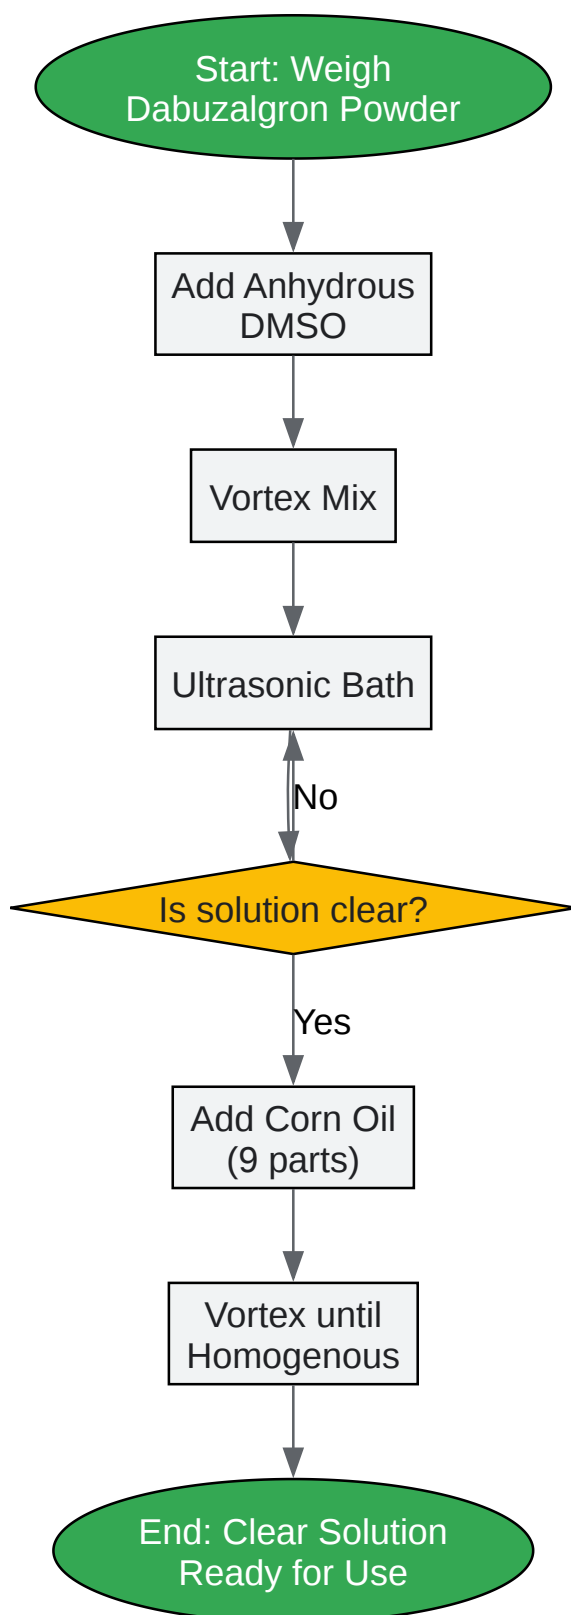 Start: Weigh
Dabuzalgron Powder
Add Anhydrous
DMSO
Vortex Mix
Ultrasonic Bath
No
Is solution clear?
Yes
Add Corn Oil
(9 parts)
Vortex until
Homogenous
End: Clear Solution
Ready for Use